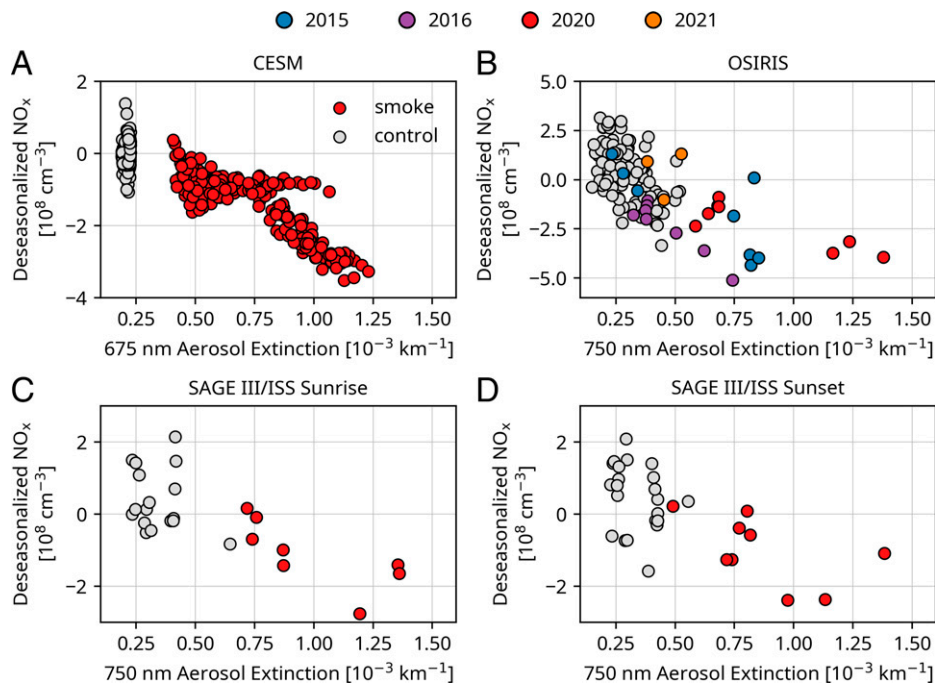 2015 2016 2020 2021
A CESM
Deseasonalized NOx
[10⁸ cm⁻³]
2
0
−2
−4
smoke
control
0.25 0.50 0.75 1.00 1.25 1.50
675 nm Aerosol Extinction [10⁻³ km⁻¹]
B OSIRIS
Deseasonalized NOx
[10⁸ cm⁻³]
5.0
2.5
0.0
−2.5
−5.0
0.25 0.50 0.75 1.00 1.25 1.50
750 nm Aerosol Extinction [10⁻³ km⁻¹]
C SAGE III/ISS Sunrise
Deseasonalized NOx
[10⁸ cm⁻³]
2
0
−2
0.25 0.50 0.75 1.00 1.25 1.50
750 nm Aerosol Extinction [10⁻³ km⁻¹]
D SAGE III/ISS Sunset
Deseasonalized NOx
[10⁸ cm⁻³]
2
0
−2
0.25 0.50 0.75 1.00 1.25 1.50
750 nm Aerosol Extinction [10⁻³ km⁻¹]